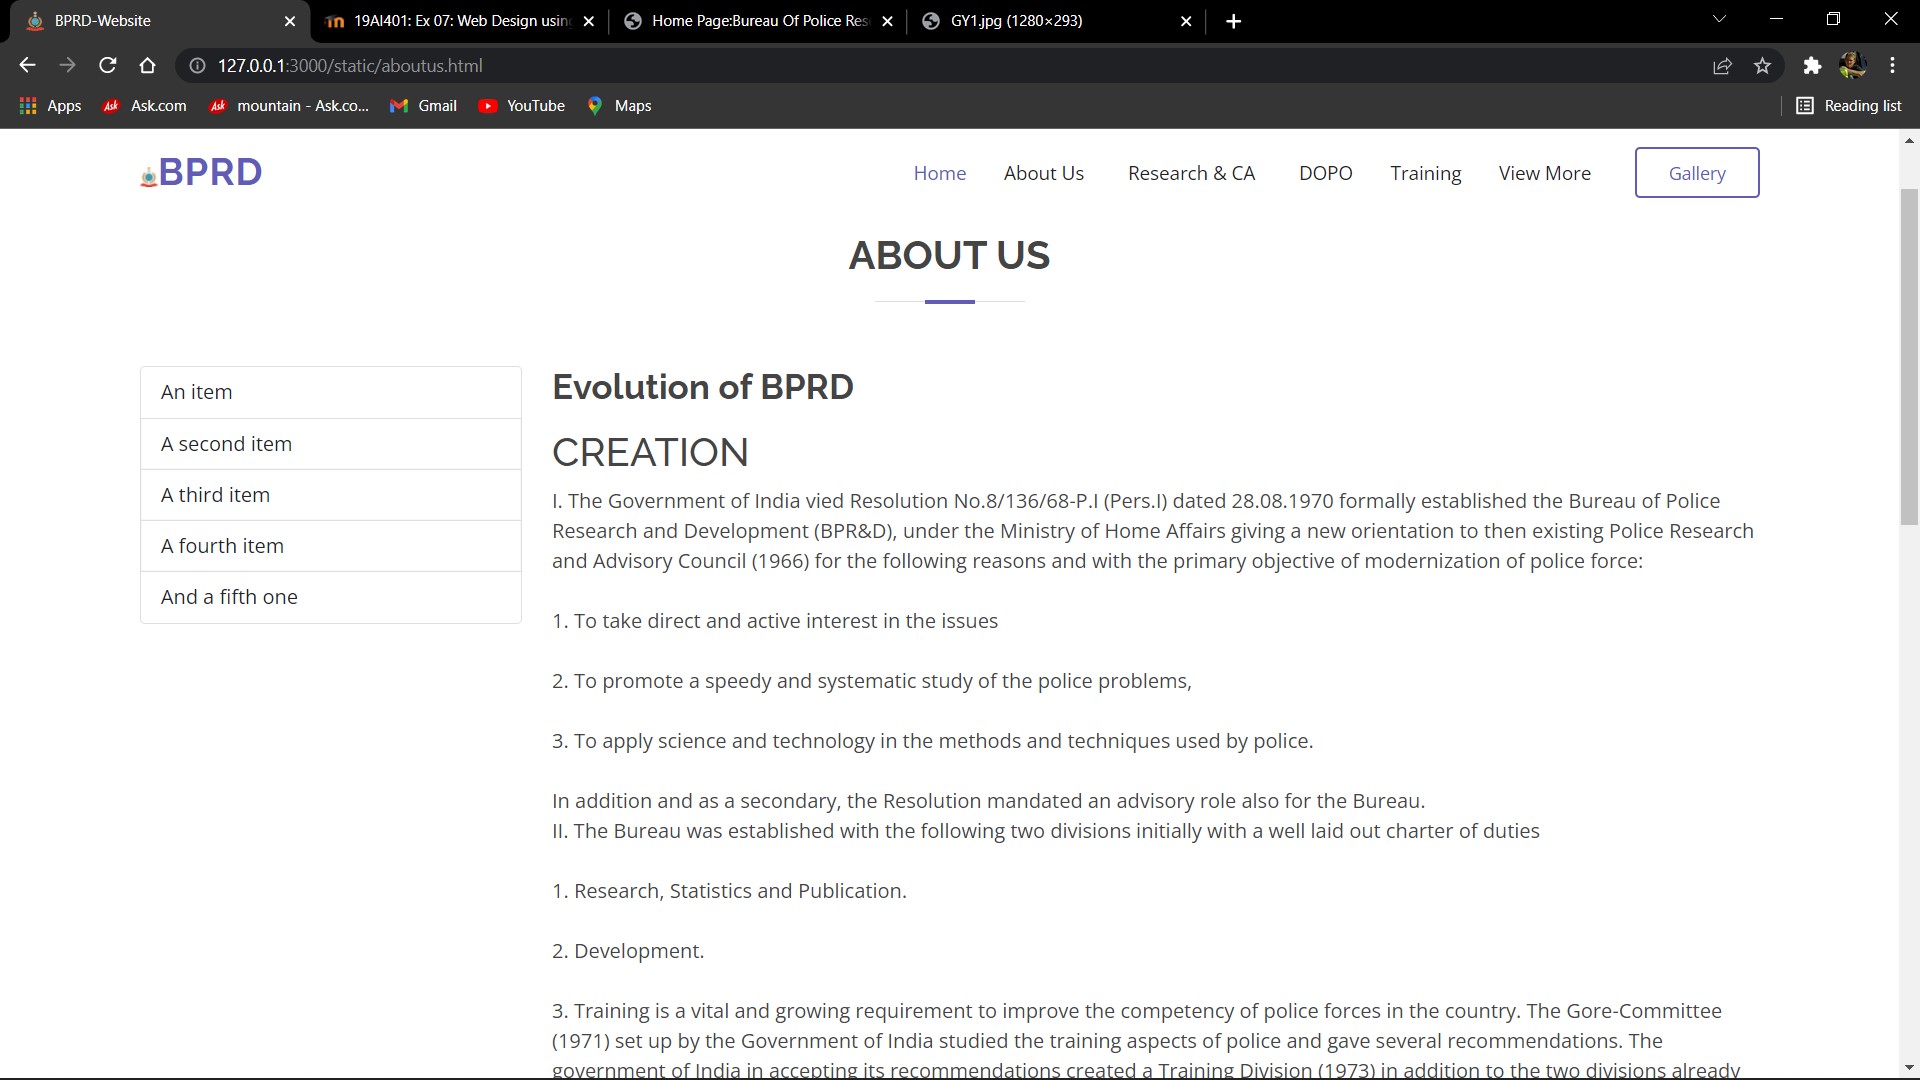 BPRD-Website
19AI401: Ex 07: Web Design using
Home Page:Bureau Of Police Res
GY1.jpg (1280×293)
127.0.0.1:3000/static/aboutus.html
Apps
Ask Ask.com
Ask mountain - Ask.co...
Gmail
YouTube
Maps
Reading list
BPRD
Home
About Us
Research & CA
DOPO
Training
View More
Gallery
ABOUT US
An item
A second item
A third item
A fourth item
And a fifth one
Evolution of BPRD
CREATION
I. The Government of India vied Resolution No.8/136/68-P.I (Pers.I) dated 28.08.1970 formally established the Bureau of Police
Research and Development (BPR&D), under the Ministry of Home Affairs giving a new orientation to then existing Police Research
and Advisory Council (1966) for the following reasons and with the primary objective of modernization of police force:
1. To take direct and active interest in the issues
2. To promote a speedy and systematic study of the police problems,
3. To apply science and technology in the methods and techniques used by police.
In addition and as a secondary, the Resolution mandated an advisory role also for the Bureau.
II. The Bureau was established with the following two divisions initially with a well laid out charter of duties
1. Research, Statistics and Publication.
2. Development.
3. Training is a vital and growing requirement to improve the competency of police forces in the country. The Gore-Committee
(1971) set up by the Government of India studied the training aspects of police and gave several recommendations. The
government of India in accepting its recommendations created a Training Division (1973) in addition to the two divisions already